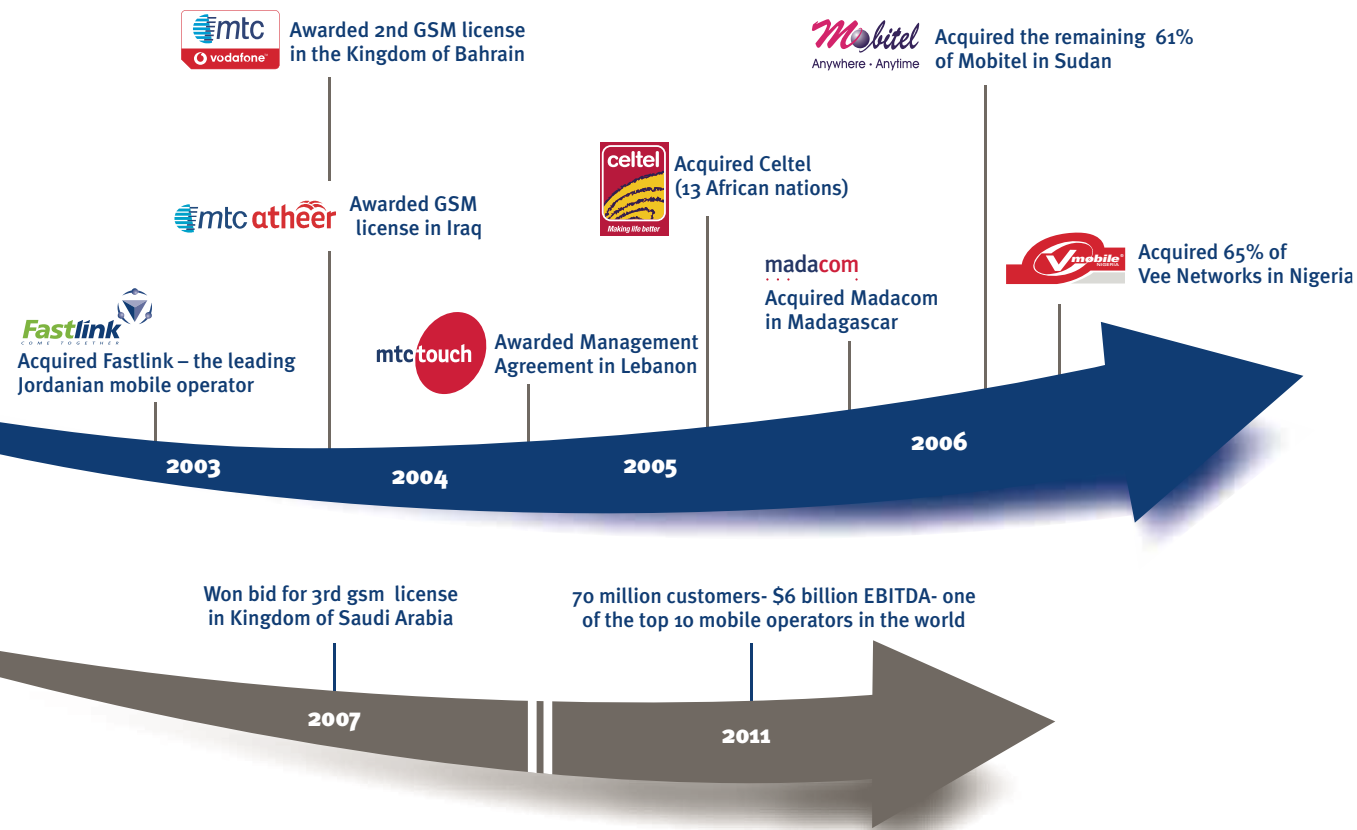 mtc
vodafone
Awarded 2nd GSM license
in the Kingdom of Bahrain
Mobitel
Anywhere · Anytime
Acquired the remaining 61%
of Mobitel in Sudan
celtel
Making life better
Acquired Celtel
(13 African nations)
mtc atheer
Awarded GSM
license in Iraq
Vmobile
NIGERIA
Acquired 65% of
Vee Networks in Nigeria
madacom
Acquired Madacom
in Madagascar
Fastlink
COME TOGETHER
Acquired Fastlink – the leading
Jordanian mobile operator
mtc touch
Awarded Management
Agreement in Lebanon
2003
2004
2005
2006
Won bid for 3rd gsm license
in Kingdom of Saudi Arabia
70 million customers- $6 billion EBITDA- one
of the top 10 mobile operators in the world
2007
2011